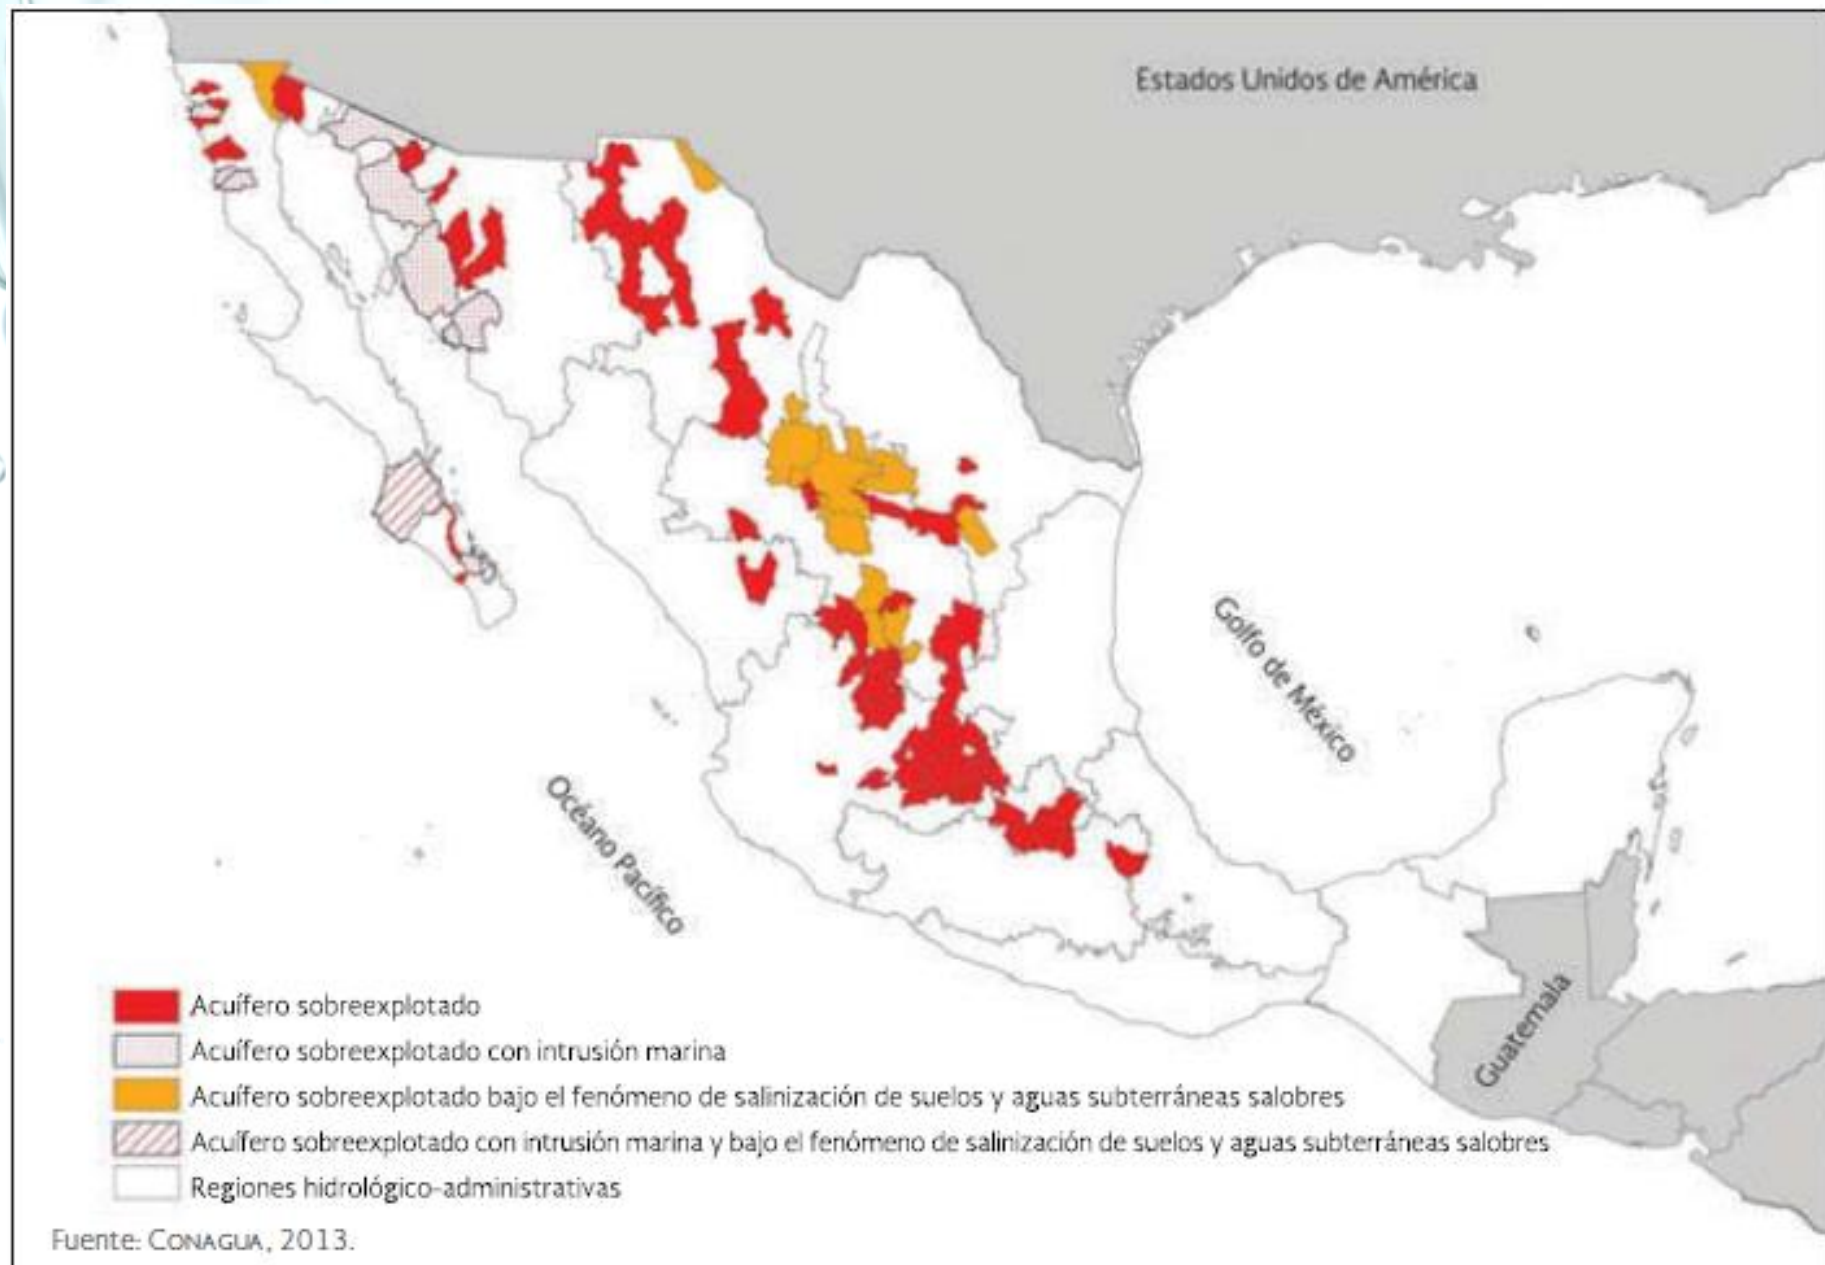 Estados Unidos de América
Golfo de México
Océano Pacífico
Guatemala
Acuífero sobreexplotado
Acuífero sobreexplotado con intrusión marina
Acuífero sobreexplotado bajo el fenómeno de salinización de suelos y aguas subterráneas salobres
Acuífero sobreexplotado con intrusión marina y bajo el fenómeno de salinización de suelos y aguas subterráneas salobres
Regiones hidrológico-administrativas
Fuente: CONAGUA, 2013.